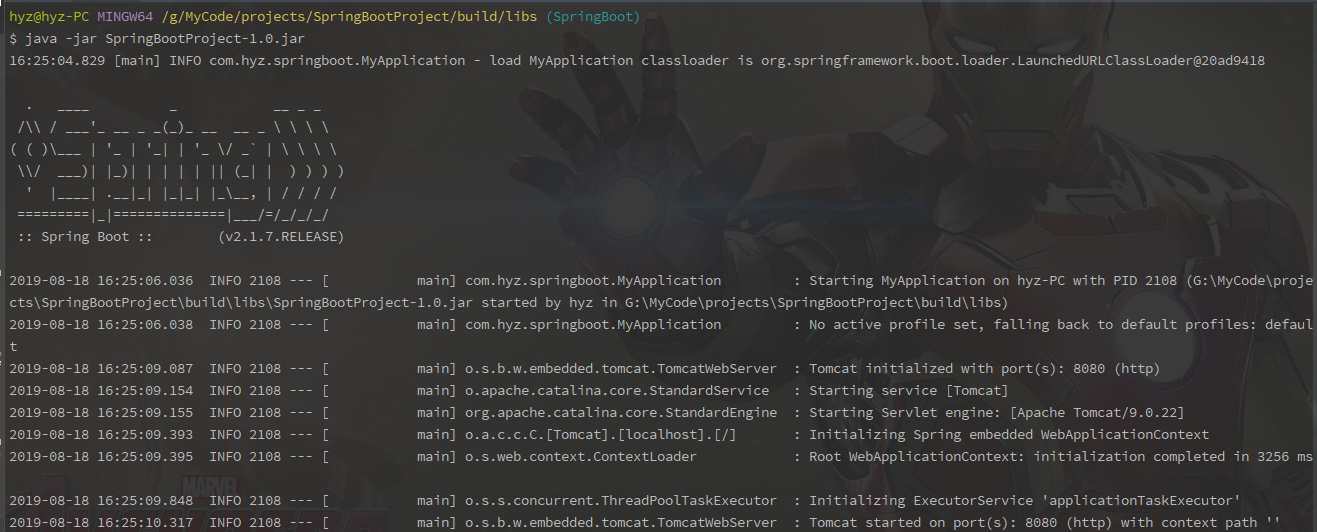 hyz@hyz-PC MINGW64 /g/MyCode/projects/SpringBootProject/build/libs (SpringBoot)
$ java -jar SpringBootProject-1.0.jar
16:25:04.829 [main] INFO com.hyz.springboot.MyApplication - load MyApplication classloader is org.springframework.boot.loader.LaunchedURLClassLoader@20ad9418

  .   ____          _            __ _ _
 /\\ / ___'_ __ _ _(_)_ __  __ _ \ \ \ \
( ( )\___ | '_ | '_| | '_ \/ _` | \ \ \ \
 \\/  ___)| |_)| | | | | || (_| |  ) ) ) )
  '  |____| .__|_| |_|_| |_\__, | / / / /
 =========|_|==============|___/=/_/_/_/
 :: Spring Boot ::        (v2.1.7.RELEASE)

2019-08-18 16:25:06.036  INFO 2108 --- [           main] com.hyz.springboot.MyApplication         : Starting MyApplication on hyz-PC with PID 2108 (G:\MyCode\proje
cts\SpringBootProject\build\libs\SpringBootProject-1.0.jar started by hyz in G:\MyCode\projects\SpringBootProject\build\libs)
2019-08-18 16:25:06.038  INFO 2108 --- [           main] com.hyz.springboot.MyApplication         : No active profile set, falling back to default profiles: defaul
t
2019-08-18 16:25:09.087  INFO 2108 --- [           main] o.s.b.w.embedded.tomcat.TomcatWebServer  : Tomcat initialized with port(s): 8080 (http)
2019-08-18 16:25:09.154  INFO 2108 --- [           main] o.apache.catalina.core.StandardService   : Starting service [Tomcat]
2019-08-18 16:25:09.155  INFO 2108 --- [           main] org.apache.catalina.core.StandardEngine  : Starting Servlet engine: [Apache Tomcat/9.0.22]
2019-08-18 16:25:09.393  INFO 2108 --- [           main] o.a.c.c.C.[Tomcat].[localhost].[/]       : Initializing Spring embedded WebApplicationContext
2019-08-18 16:25:09.395  INFO 2108 --- [           main] o.s.web.context.ContextLoader            : Root WebApplicationContext: initialization completed in 3256 ms

2019-08-18 16:25:09.848  INFO 2108 --- [           main] o.s.s.concurrent.ThreadPoolTaskExecutor  : Initializing ExecutorService 'applicationTaskExecutor'
2019-08-18 16:25:10.317  INFO 2108 --- [           main] o.s.b.w.embedded.tomcat.TomcatWebServer  : Tomcat started on port(s): 8080 (http) with context path ''
MARVEL